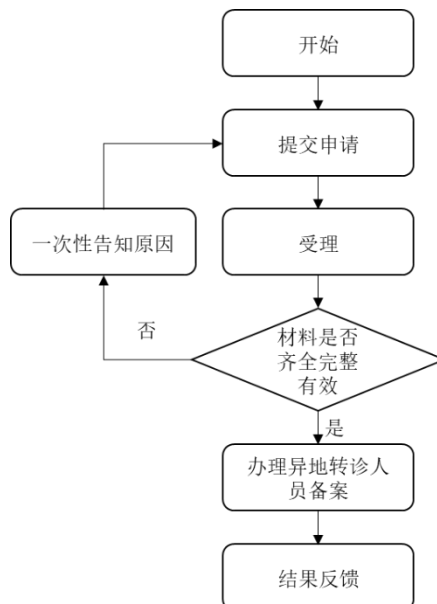 开始
提交申请
一次性告知原因
受理
材料是否
齐全完整
有效
否
是
办理异地转诊人
员备案
结果反馈